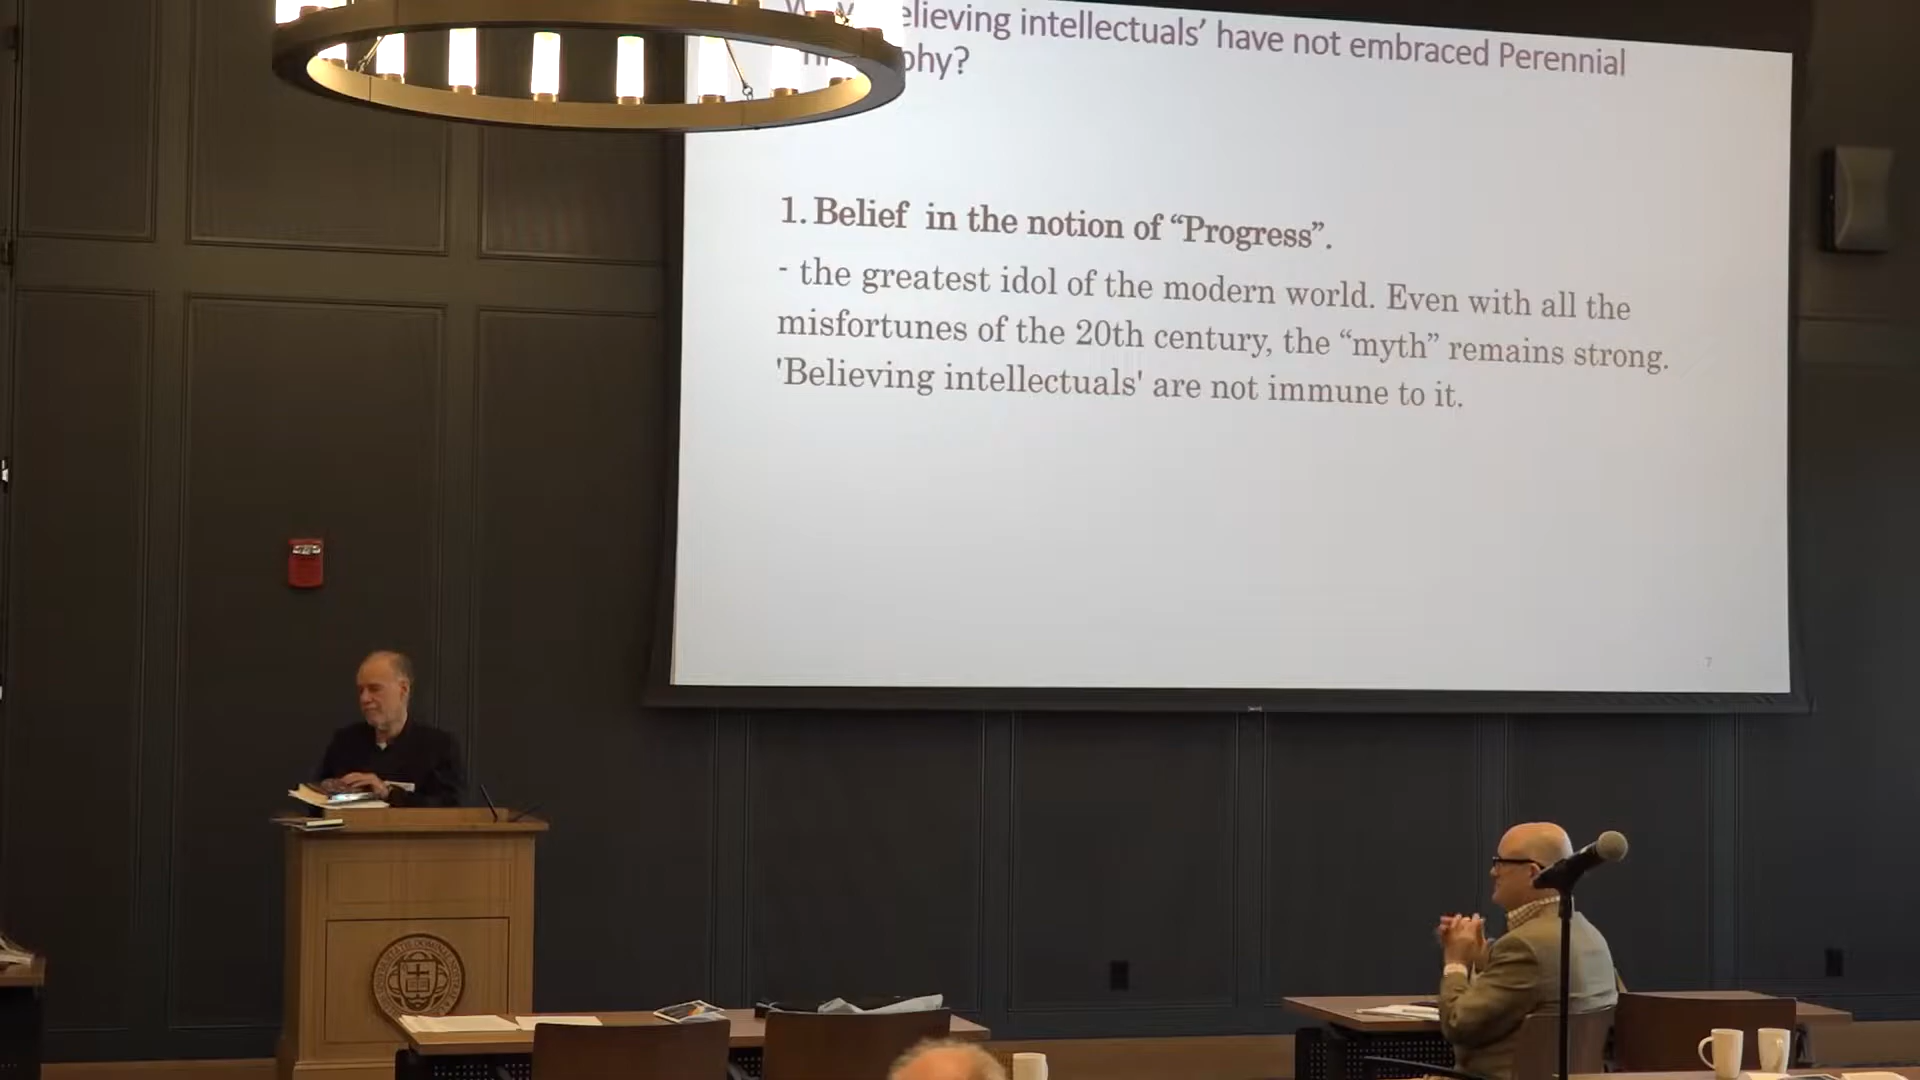 elieving intellectuals’ have not embraced Perennial
phy?
1. Belief in the notion of “Progress”.
- the greatest idol of the modern world. Even with all the
misfortunes of the 20th century, the “myth” remains strong.
'Believing intellectuals' are not immune to it.
7